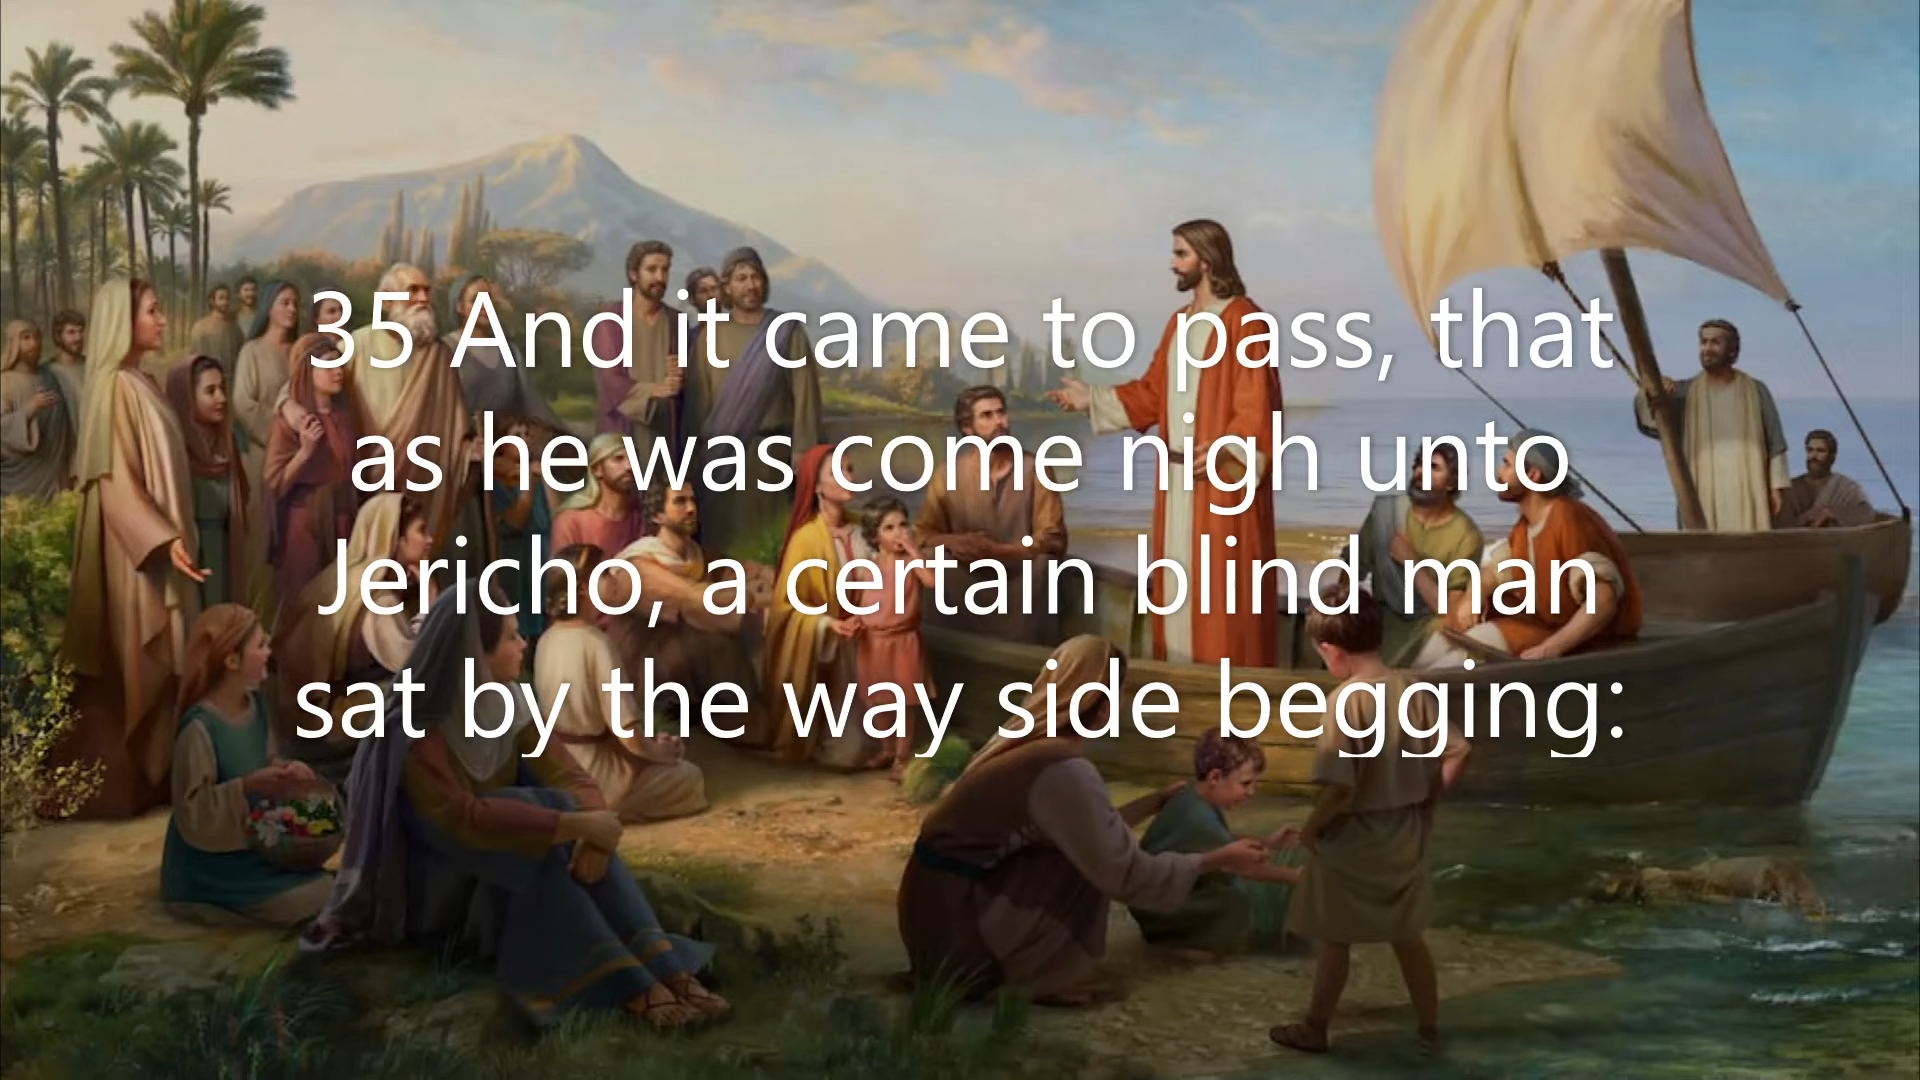 35 And it came to pass, that
as he was come nigh unto
Jericho, a certain blind man
sat by the way side begging: